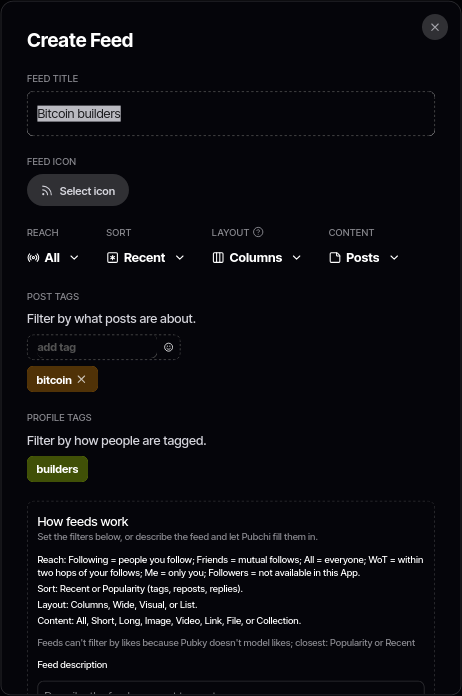 Create Feed
FEED TITLE
Bitcoin builders
FEED ICON
Select icon
REACH SORT LAYOUT CONTENT
All Recent Columns Posts
POST TAGS
Filter by what posts are about.
add tag
bitcoin
PROFILE TAGS
Filter by how people are tagged.
builders
How feeds work
Set the filters below, or describe the feed and let Pubchi fill them in.
Reach: Following = people you follow; Friends = mutual follows; All = everyone; WoT = within
two hops of your follows; Me = only you; Followers = not available in this App.
Sort: Recent or Popularity (tags, reposts, replies).
Layout: Columns, Wide, Visual, or List.
Content: All, Short, Long, Image, Video, Link, File, or Collection.
Feeds can't filter by likes because Pubky doesn't model likes; closest: Popularity or Recent
Feed description